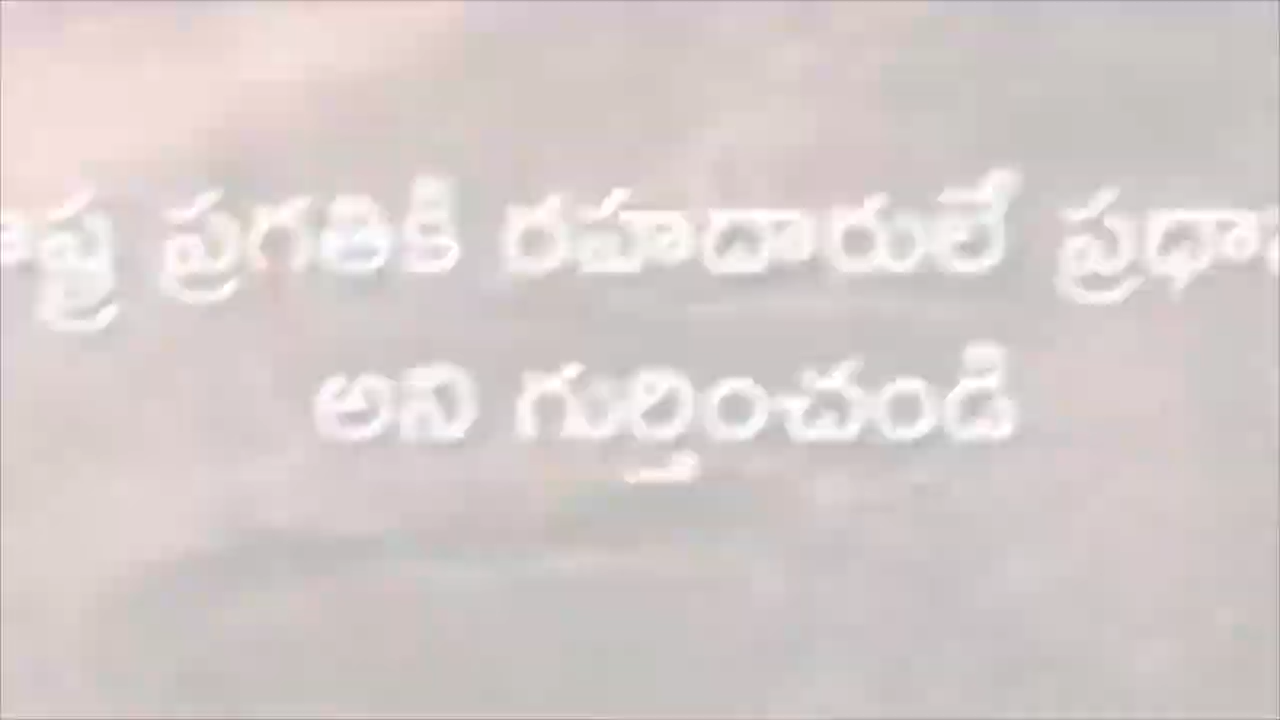 ప్రగతికి రహదారులే
అని గుర్తించండి